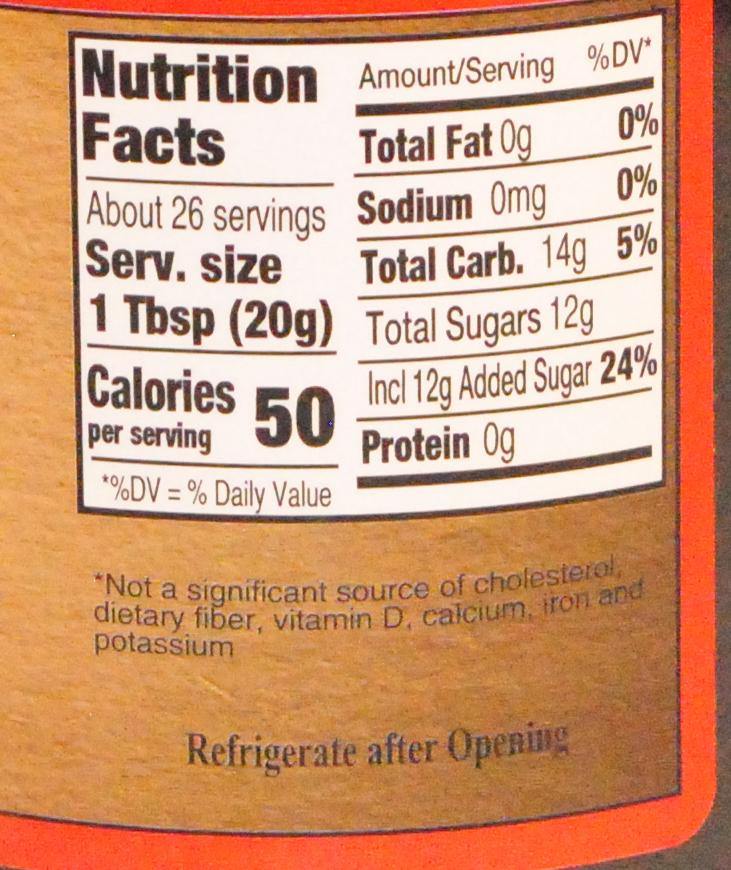 Nutrition
Facts
About 26 servings
Serv. size
1 Tbsp (20g)
Calories 50
per serving
*%DV = % Daily Value
Amount/Serving %DV*
Total Fat 0g 0%
Sodium 0mg 0%
Total Carb. 14g 5%
Total Sugars 12g
Incl 12g Added Sugar 24%
Protein 0g
*Not a significant source of cholesterol,
dietary fiber, vitamin D, calcium, iron and
potassium
Refrigerate after Opening